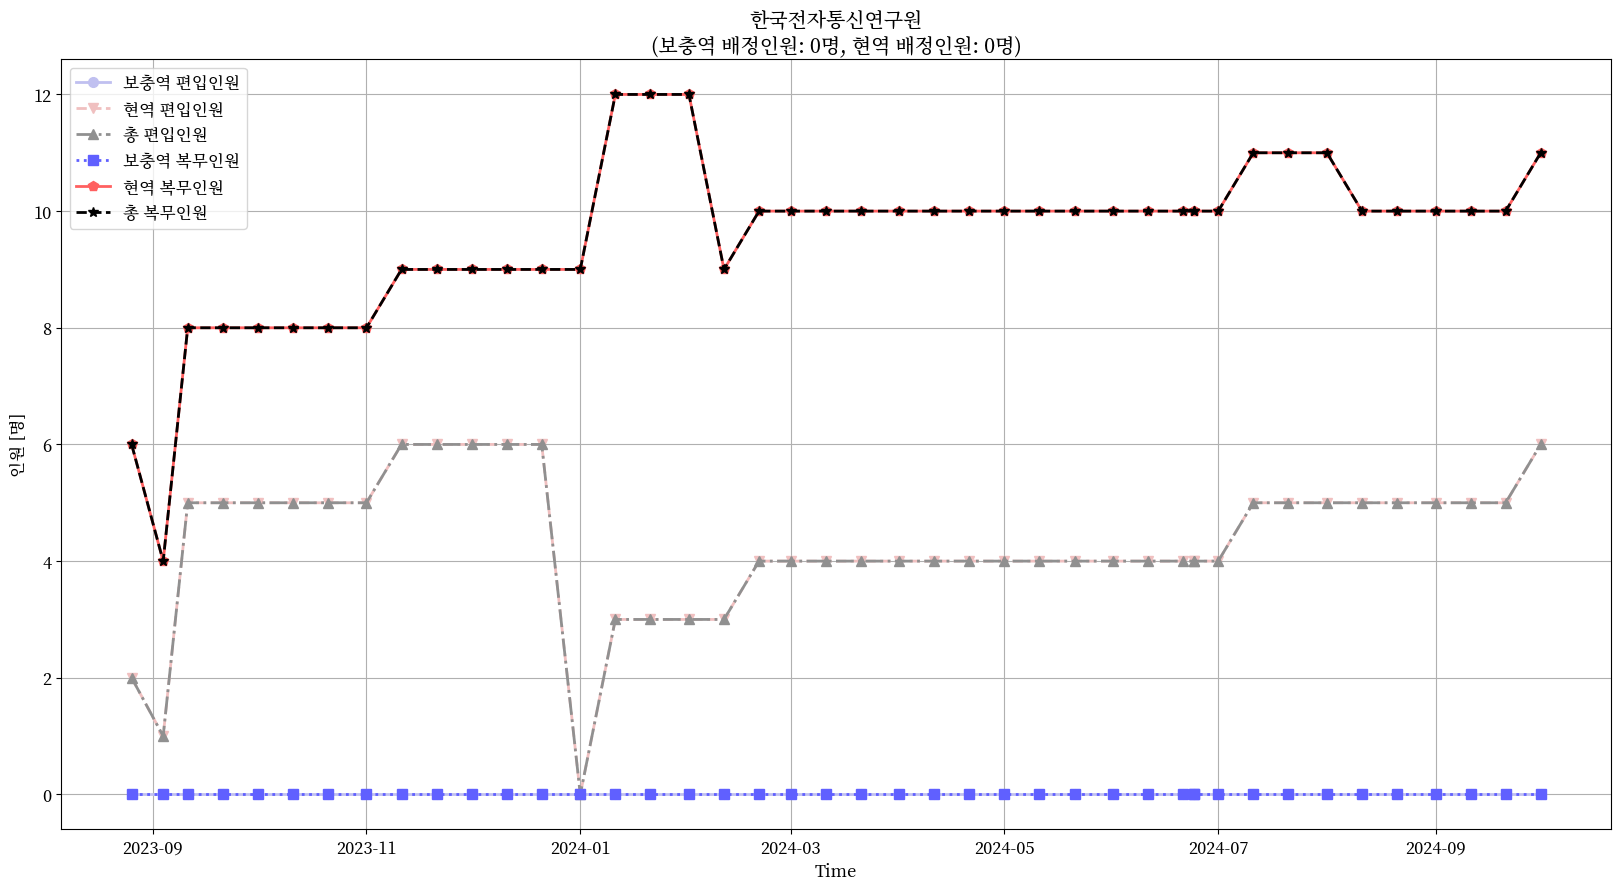 한국전자통신연구원
(보충역 배정인원: 0명, 현역 배정인원: 0명)
보충역 편입인원
현역 편입인원
총 편입인원
보충역 복무인원
현역 복무인원
총 복무인원
인원 [명]
12
10
8
6
4
2
0
2023-09
2023-11
2024-01
2024-03
2024-05
2024-07
2024-09
Time